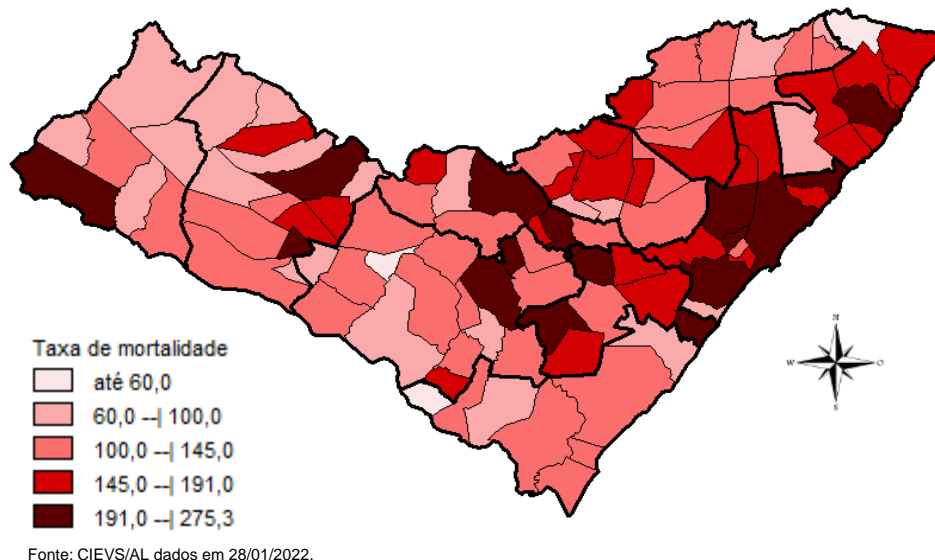 Taxa de mortalidade
até 60,0
60,0 --| 100,0
100,0 --| 145,0
145,0 --| 191,0
191,0 --| 275,3
N
W
O
S
Fonte: CIEVS/AL dados em 28/01/2022.